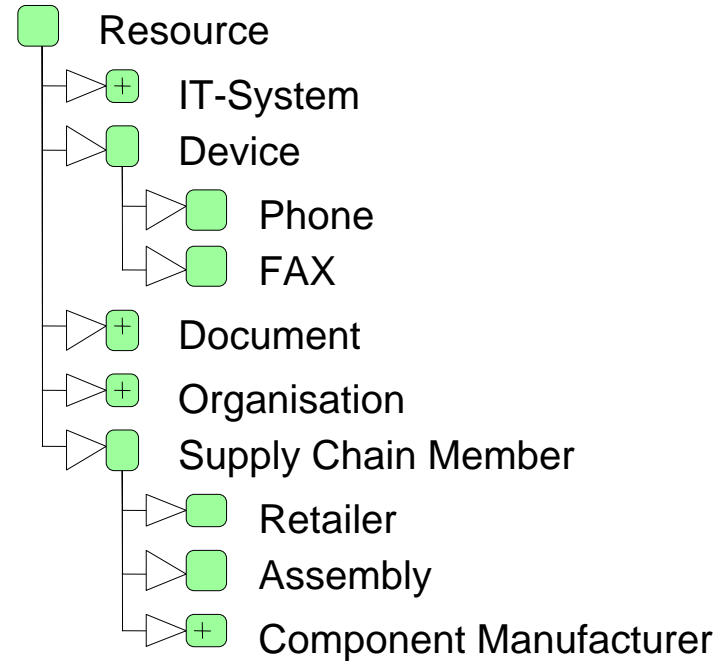 Resource
+ IT-System
Device
Phone
FAX
+ Document
+ Organisation
Supply Chain Member
Retailer
Assembly
+ Component Manufacturer